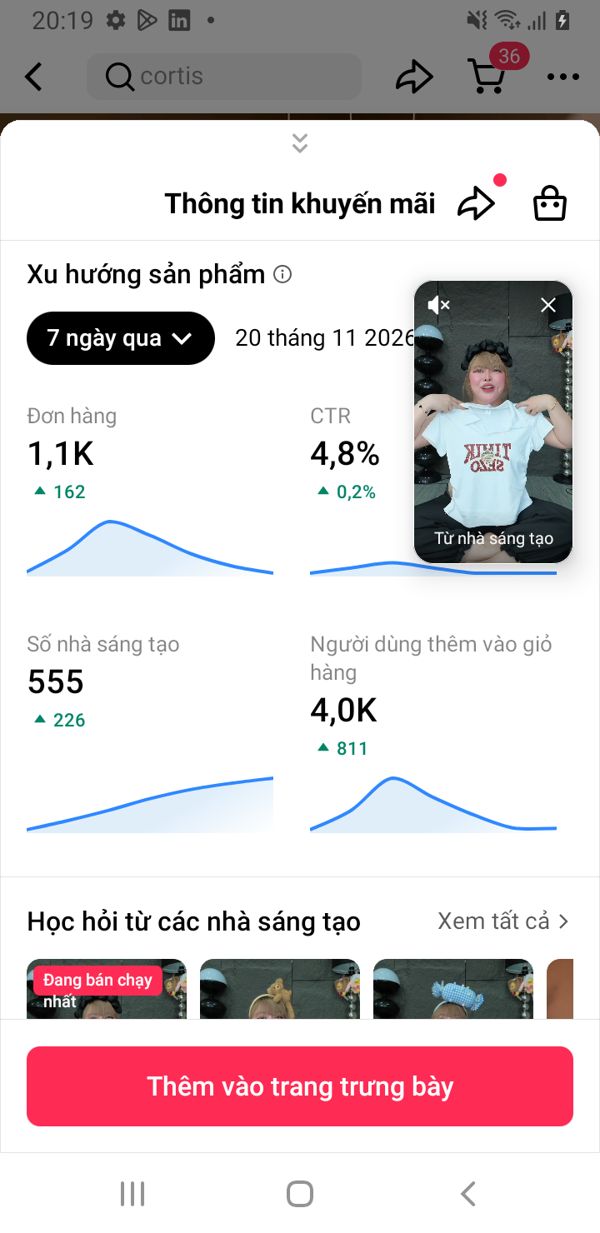 20:19
cortis
36
Thông tin khuyến mãi
Xu hướng sản phẩm
7 ngày qua
20 tháng 11 2026
Đơn hàng
1,1K
162
CTR
4,8%
0,2%
Từ nhà sáng tạo
Số nhà sáng tạo
555
226
Người dùng thêm vào giỏ
hàng
4,0K
811
Học hỏi từ các nhà sáng tạo
Xem tất cả
Đang bán chạy
nhất
Thêm vào trang trưng bày